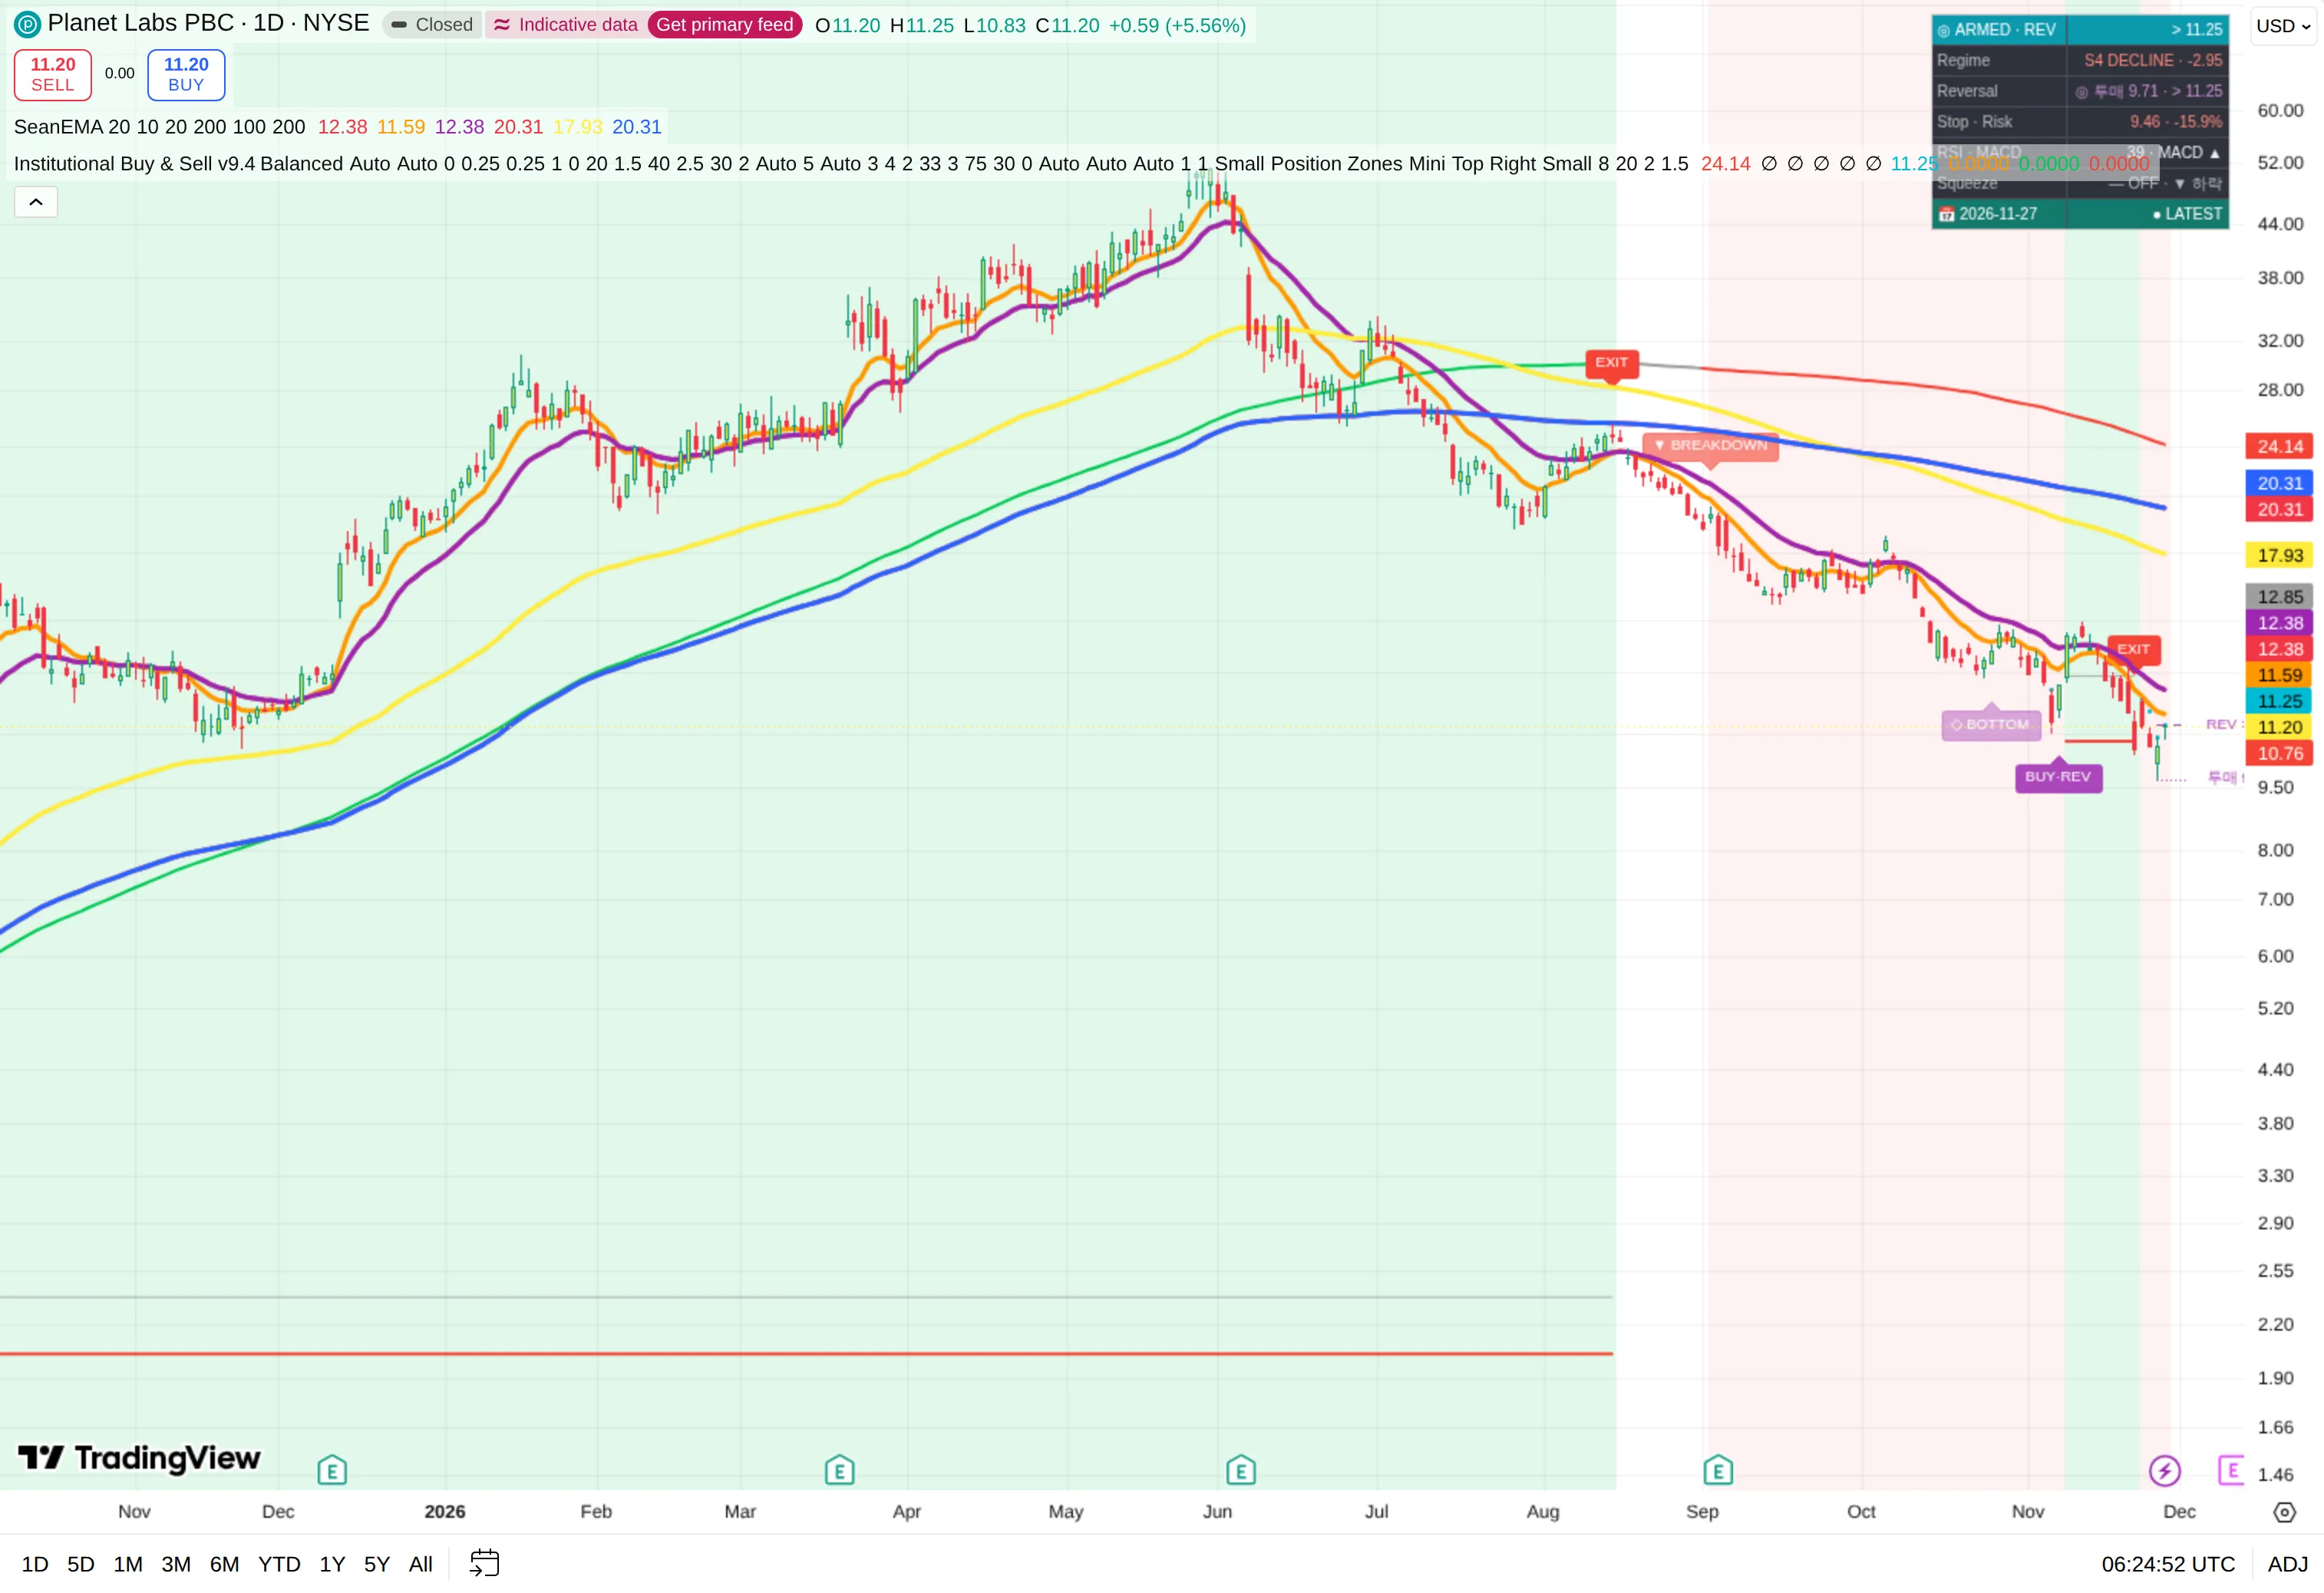 Planet Labs PBC · 1D · NYSE Closed Indicative data Get primary feed O11.20 H11.25 L10.83 C11.20 +0.59 (+5.56%)
11.20 SELL 0.00 11.20 BUY
SeanEMA 20 10 20 200 100 200 12.38 11.59 12.38 20.31 17.93 20.31
Institutional Buy & Sell v9.4 Balanced Auto Auto 0 0.25 0.25 1 0 20 1.5 40 2.5 30 2 Auto 5 Auto 3 4 2 33 3 75 30 0 Auto Auto Auto 1 1 Small Position Zones Mini Top Right Small 8 20 2 1.5 24.14 ∅ ∅ ∅ ∅ ∅ 11.25 0.0000 0.0000 0.0000
◎ ARMED · REV > 11.25
Regime S4 DECLINE · -2.95
Reversal ◎ 투매 9.71 · > 11.25
Stop · Risk 9.46 · -15.9%
RSI · MACD 39 · MACD ▲
Squeeze — OFF · ▼ 하락
📅 2026-11-27 ● LATEST
USD
60.00
52.00
44.00
38.00
32.00
28.00
24.14
20.31
20.31
17.93
12.85
12.38
12.38
11.59
11.25
11.20
10.76
9.50
8.00
7.00
6.00
5.20
4.40
3.80
3.30
2.90
2.55
2.20
1.90
1.66
1.46
EXIT
▼ BREAKDOWN
EXIT
◇ BOTTOM
BUY-REV
REV
투매
TradingView
E E E E E
Nov Dec 2026 Feb Mar Apr May Jun Jul Aug Sep Oct Nov Dec
1D 5D 1M 3M 6M YTD 1Y 5Y All 06:24:52 UTC ADJ